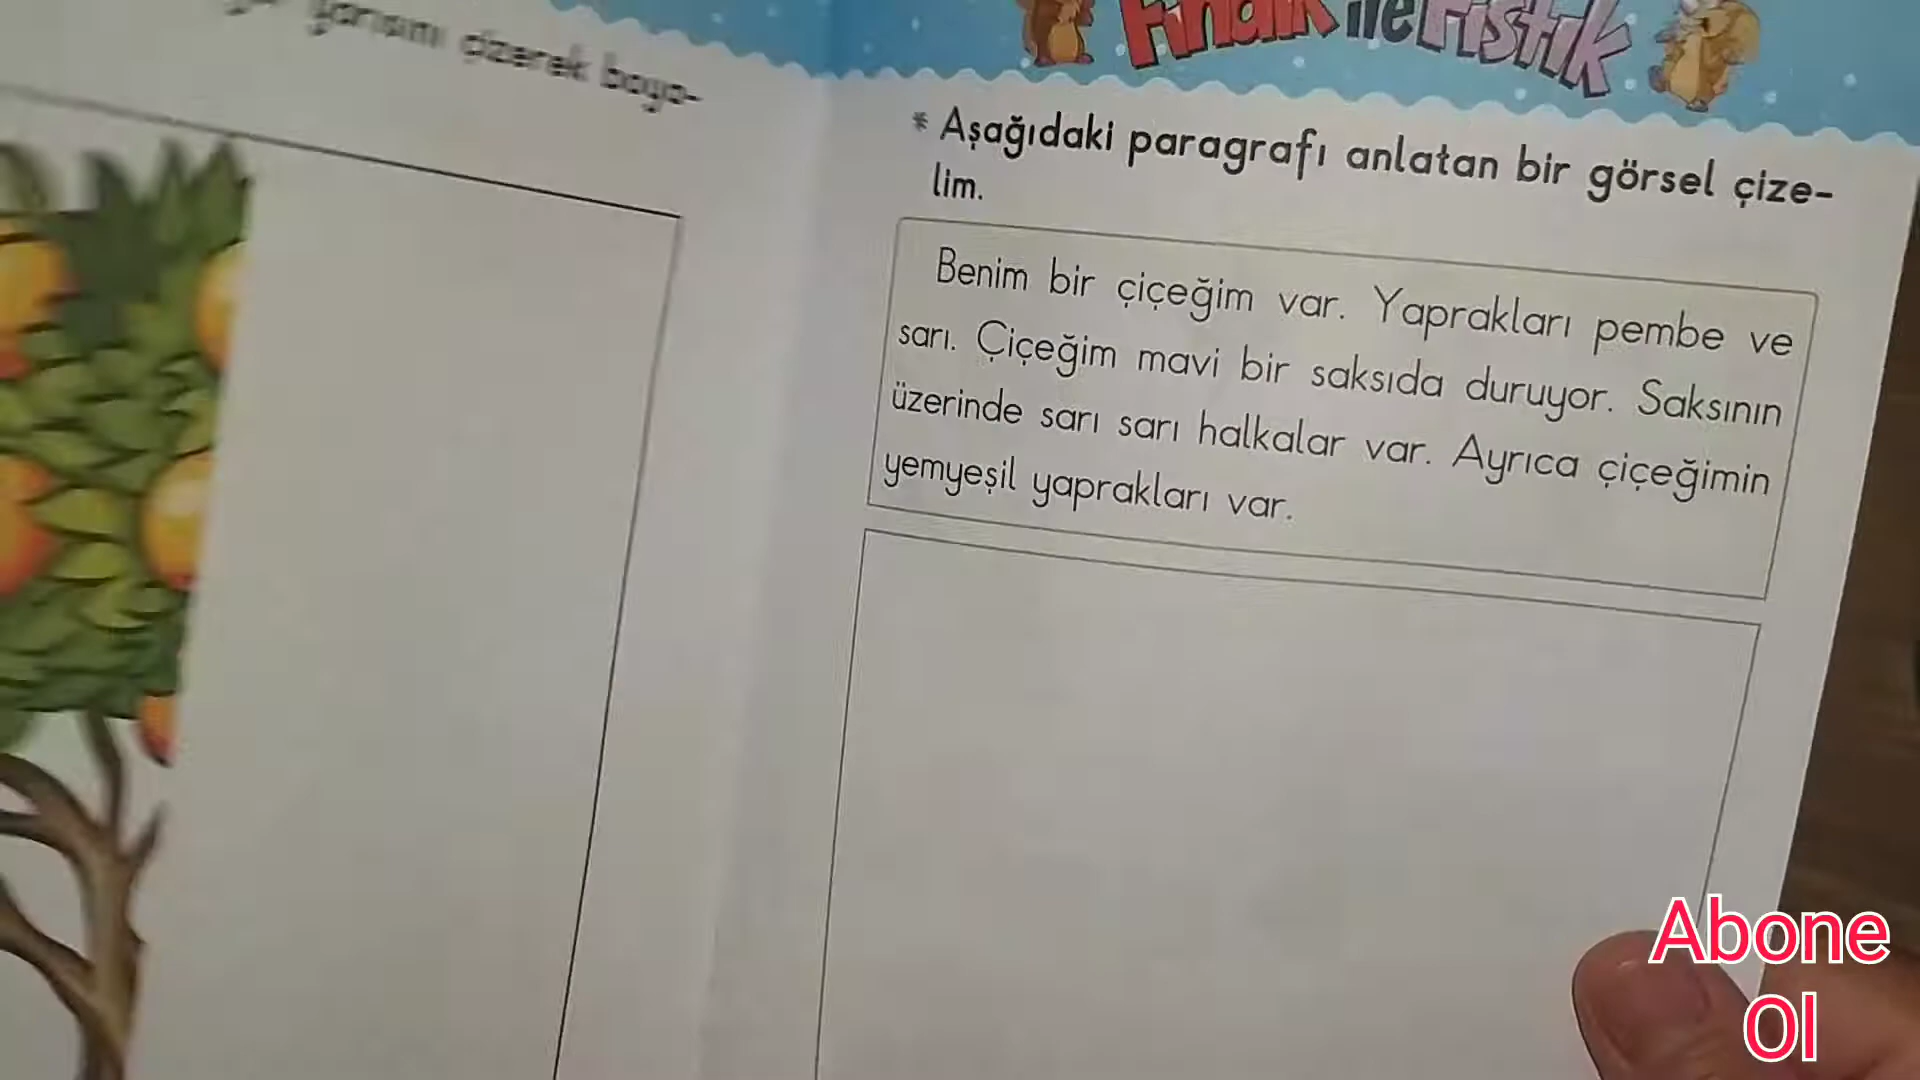 yarısını çizerek boya-
Fındık ile Fıstık
* Aşağıdaki paragrafı anlatan bir görsel çize-
lim.
Benim bir çiçeğim var. Yaprakları pembe ve
sarı. Çiçeğim mavi bir saksıda duruyor. Saksının
üzerinde sarı sarı halkalar var. Ayrıca çiçeğimin
yemyeşil yaprakları var.
Abone
Ol